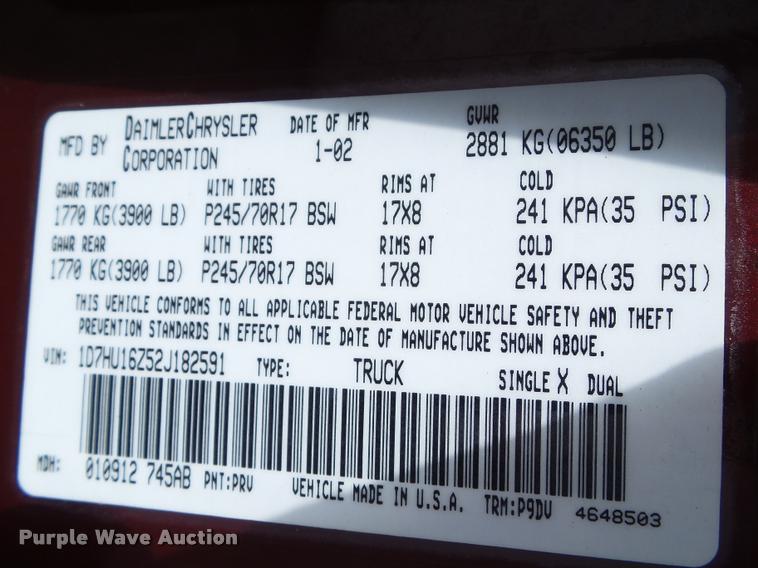 MFD BY DAIMLERCHRYSLER CORPORATION DATE OF MFR 1-02 GVWR 2881 KG(06350 LB)
GAWR FRONT WITH TIRES RIMS AT COLD
1770 KG(3900 LB) P245/70R17 BSW 17X8 241 KPA(35 PSI)
GAWR REAR WITH TIRES RIMS AT COLD
1770 KG(3900 LB) P245/70R17 BSW 17X8 241 KPA(35 PSI)
THIS VEHICLE CONFORMS TO ALL APPLICABLE FEDERAL MOTOR VEHICLE SAFETY AND THEFT
PREVENTION STANDARDS IN EFFECT ON THE DATE OF MANUFACTURE SHOWN ABOVE.
VIN: 1D7HU16Z52J182591 TYPE: TRUCK SINGLE X DUAL
MDH: 010912 745AB PNT:PRV VEHICLE MADE IN U.S.A. TRM:P9DV 4648503
Purple Wave Auction